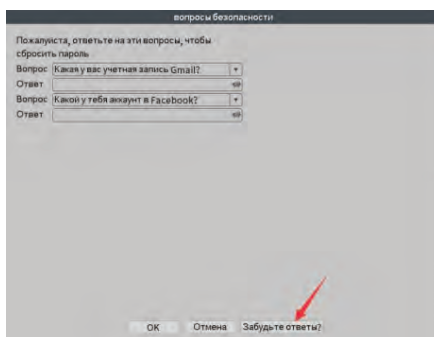 вопросы безопасности
Пожалуйста, ответьте на эти вопросы, чтобы
сбросить пароль
Вопрос Какая у вас учетная запись Gmail?
Ответ
Вопрос Какой у тебя аккаунт в Facebook?
Ответ
OK Отмена Забудьте ответы?